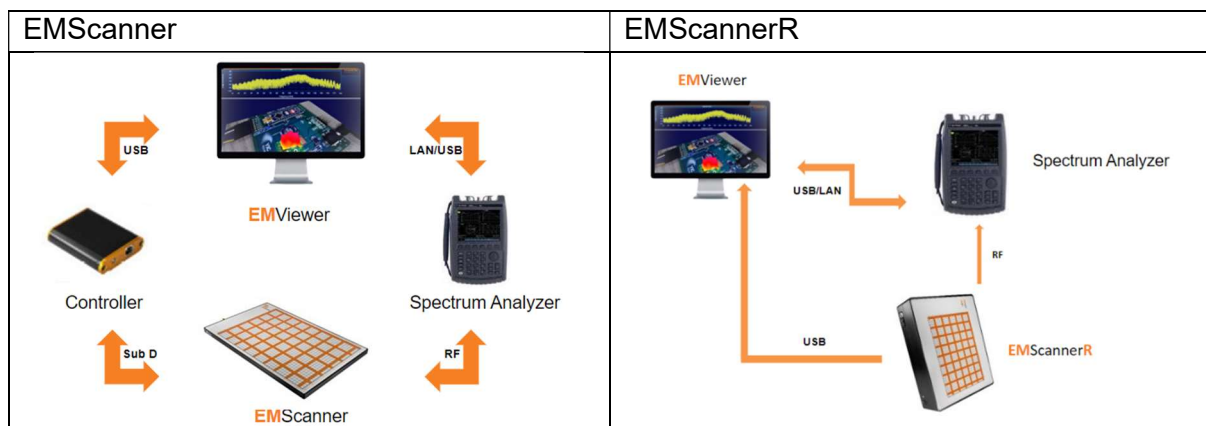 EMScanner
EMScannerR
USB
LAN/USB
EMViewer
Controller
Spectrum Analyzer
Sub D
RF
EMScanner
EMViewer
Spectrum Analyzer
USB/LAN
RF
USB
EMScannerR